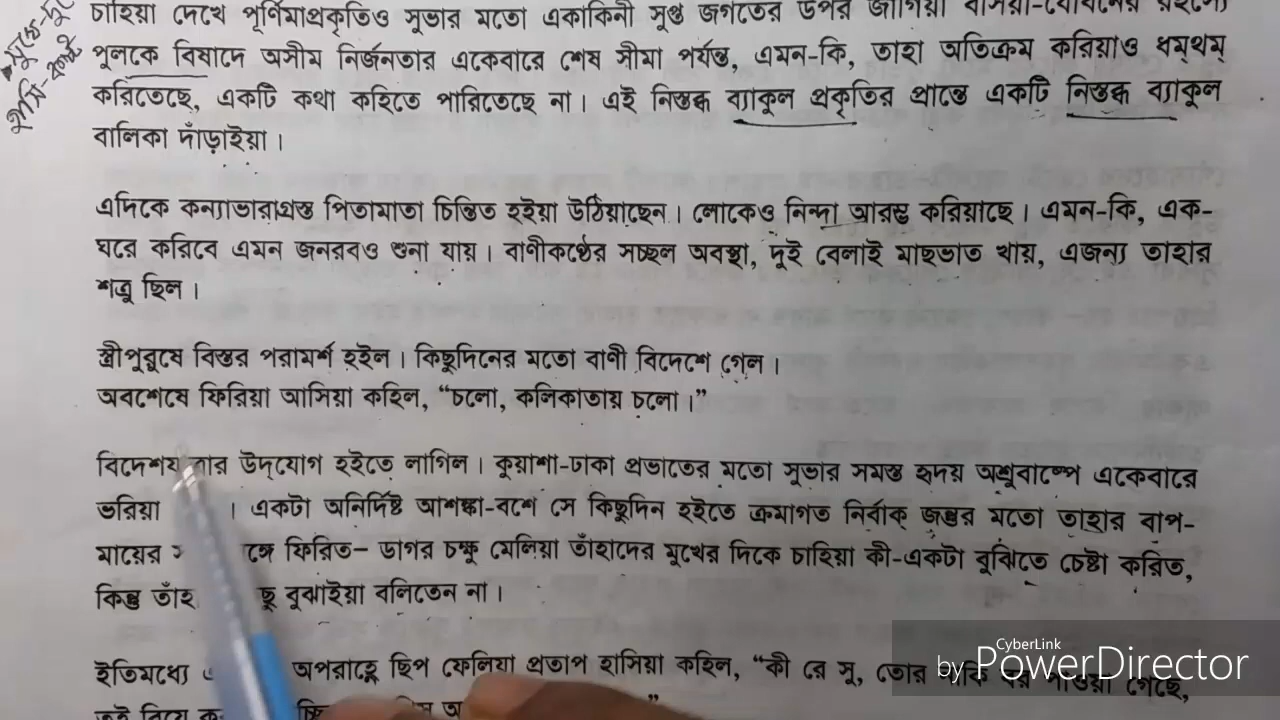 চাহিয়া দেখে পূর্ণিমাপ্রকৃতিও সুভার মতো একাকিনী সুপ্ত জগতের উপর জাগিয়া বসিয়া-যৌবনের রহস্যে
পুলকে বিষাদে অসীম নির্জনতার একেবারে শেষ সীমা পর্যন্ত, এমন-কি, তাহা অতিক্রম করিয়াও থম্‌থম্
করিতেছে, একটি কথা কহিতে পারিতেছে না। এই নিস্তব্ধ ব্যাকুল প্রকৃতির প্রান্তে একটি নিস্তব্ধ ব্যাকুল
বালিকা দাঁড়াইয়া।
এদিকে কন্যাভারাগ্রস্ত পিতামাতা চিন্তিত হইয়া উঠিয়াছেন। লোকেও নিন্দা আরম্ভ করিয়াছে। এমন-কি, এক-
ঘরে করিবে এমন জনরবও শুনা যায়। বাণীকণ্ঠের সচ্ছল অবস্থা, দুই বেলাই মাছভাত খায়, এজন্য তাহার
শত্রু ছিল।
স্ত্রীপুরুষে বিস্তর পরামর্শ হইল। কিছুদিনের মতো বাণী বিদেশে গেল।
অবশেষে ফিরিয়া আসিয়া কহিল, “চলো, কলিকাতায় চলো।”
উদ্‌যোগ হইতে লাগিল। কুয়াশা-ঢাকা প্রভাতের মতো সুভার সমস্ত হৃদয় অশ্রুবাষ্পে একেবারে
ভরিয়া । একটা অনির্দিষ্ট আশঙ্কা-বশে সে কিছুদিন হইতে ক্রমাগত নির্বাক্ জন্তুর মতো তাহার বাপ-
মায়ের ফিরিত– ডাগর চক্ষু মেলিয়া তাঁহাদের মুখের দিকে চাহিয়া কী-একটা বুঝিতে চেষ্টা করিত,
কিন্তু বুঝাইয়া বলিতেন না।
ইতিমধ্যে অপরাহ্ণে ছিপ ফেলিয়া প্রতাপ হাসিয়া কহিল, “কী রে সু, তোর নাকি বর পাওয়া গেছে,
CyberLink
by PowerDirector